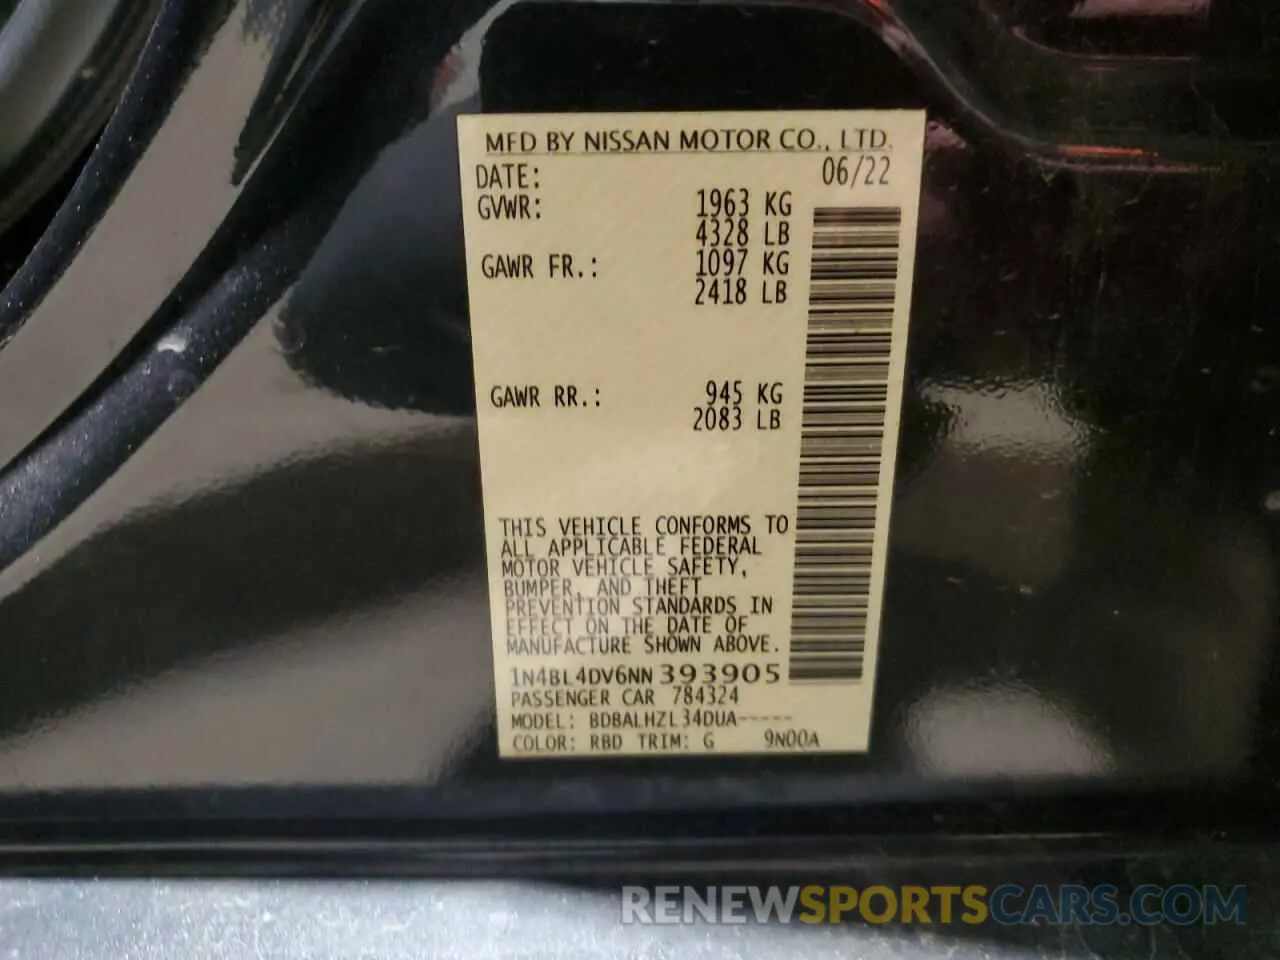 MFD BY NISSAN MOTOR CO., LTD.
DATE: 06/22
GVWR: 1963 KG
4328 LB
GAWR FR.: 1097 KG
2418 LB
GAWR RR.: 945 KG
2083 LB
THIS VEHICLE CONFORMS TO
ALL APPLICABLE FEDERAL
MOTOR VEHICLE SAFETY,
BUMPER, AND THEFT
PREVENTION STANDARDS IN
EFFECT ON THE DATE OF
MANUFACTURE SHOWN ABOVE.
1N4BL4DV6NN393905
PASSENGER CAR 784324
MODEL: BDBALHZL34DUA-----
COLOR: RBD TRIM: G 9N00A
RENEWSPORTSCARS.COM